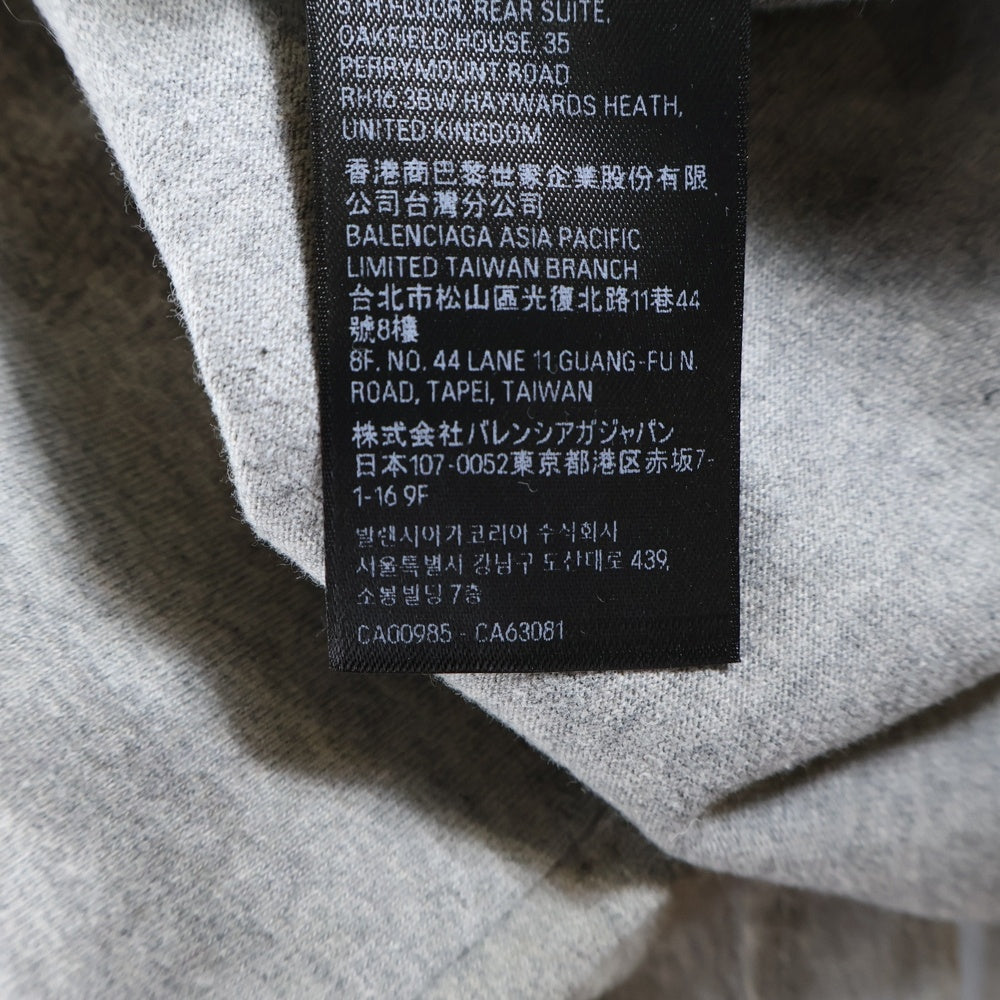 5TH FLOOR, REAR SUITE,
OAKFIELD HOUSE, 35
PERRYMOUNT ROAD
RH16 3BW HAYWARDS HEATH,
UNITED KINGDOM
香港商巴黎世家企業股份有限
公司台灣分公司
BALENCIAGA ASIA PACIFIC
LIMITED TAIWAN BRANCH
台北市松山區光復北路11巷44
號8樓
8F. NO. 44 LANE 11 GUANG-FU N.
ROAD, TAPEI, TAIWAN
株式会社バレンシアガジャパン
日本107-0052東京都港区赤坂7-
1-16 9F
발렌시아가코리아 주식회사
서울특별시 강남구 도산대로 439,
소봉빌딩 7층
CA00985 - CA63081